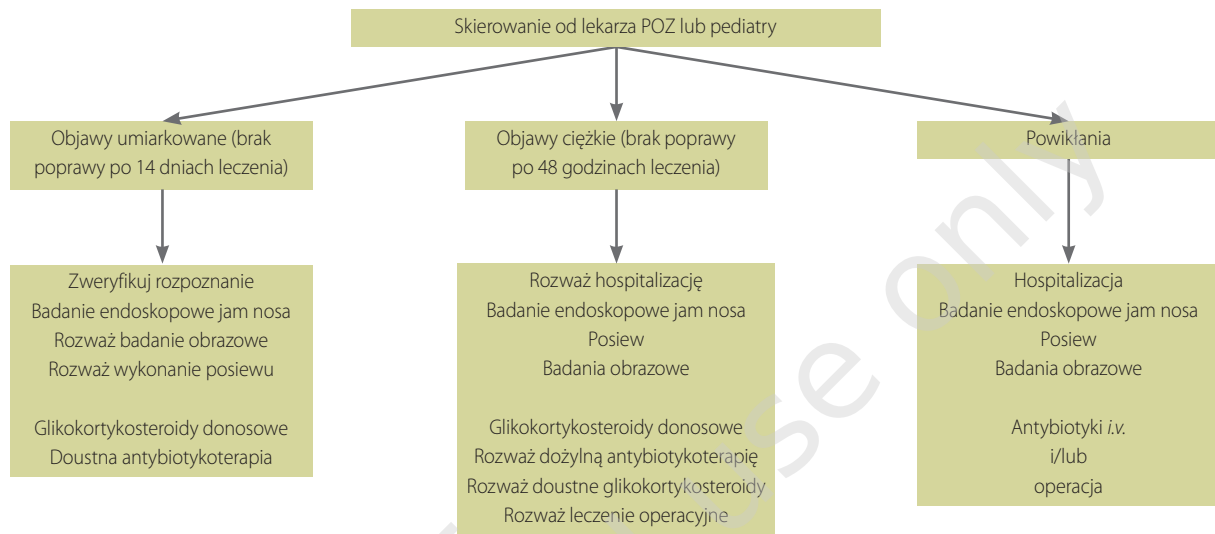 Skierowanie od lekarza POZ lub pediatry
Objawy umiarkowane (brak
poprawy po 14 dniach leczenia)
Objawy ciężkie (brak poprawy
po 48 godzinach leczenia)
Powikłania
Zweryfikuj rozpoznanie
Badanie endoskopowe jam nosa
Rozważ badanie obrazowe
Rozważ wykonanie posiewu
Glikokortykosteroidy donosowe
Doustna antybiotykoterapia
Rozważ hospitalizację
Badanie endoskopowe jam nosa
Posiew
Badania obrazowe
Glikokortykosteroidy donosowe
Rozważ dożylną antybiotykoterapię
Rozważ doustne glikokortykosteroidy
Rozważ leczenie operacyjne
Hospitalizacja
Badanie endoskopowe jam nosa
Posiew
Badania obrazowe
Antybiotyki i.v.
i/lub
operacja
use only